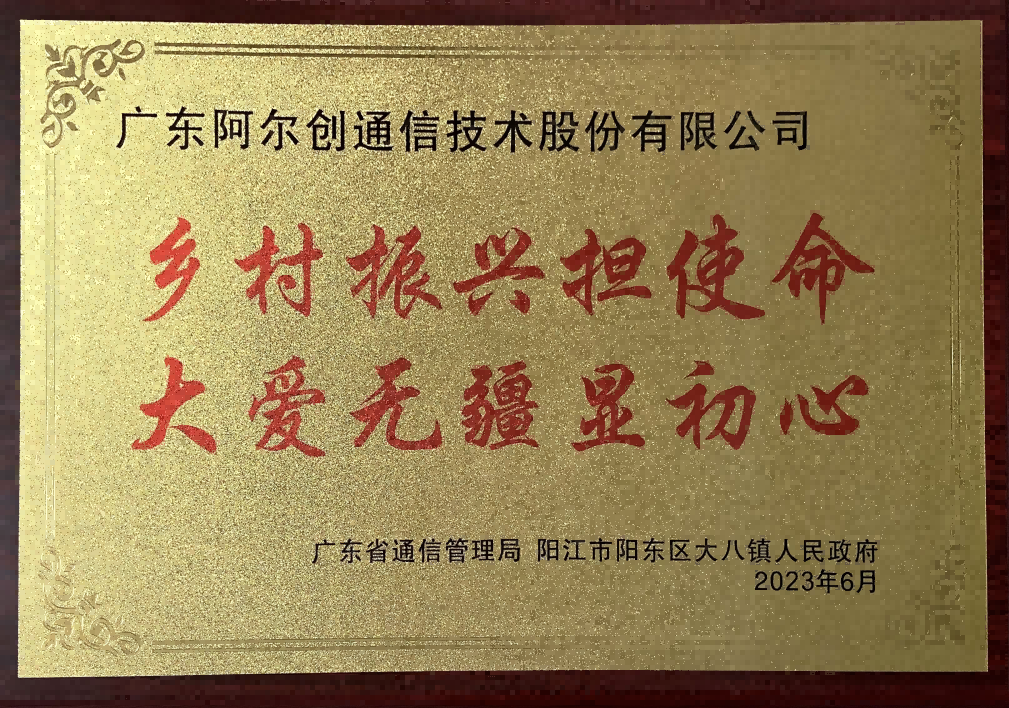 广东阿尔创通信技术股份有限公司
乡村振兴担使命
大爱无疆显初心
广东省通信管理局 阳江市阳东区大八镇人民政府
2023年6月